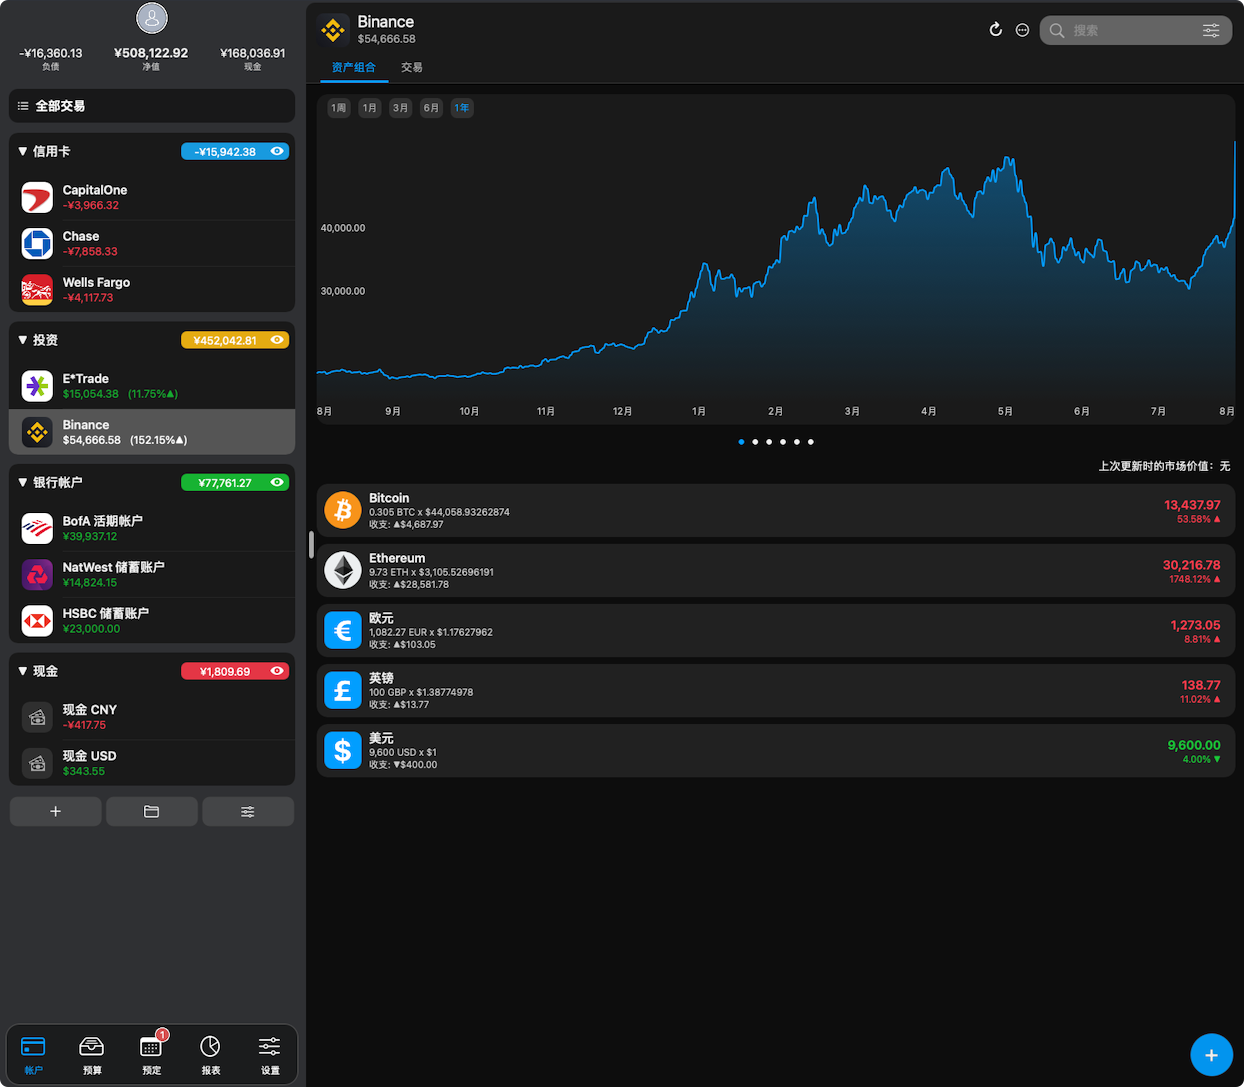 -¥16,360.13
负债
¥508,122.92
净值
¥168,036.91
现金
全部交易
信用卡
-¥15,942.38
CapitalOne
-¥3,966.32
Chase
-¥7,858.33
Wells Fargo
-¥4,117.73
投资
¥452,042.81
E*Trade
$15,054.38 (11.75%▲)
Binance
$54,666.58 (152.15%▲)
银行帐户
¥77,761.27
BofA 活期帐户
¥39,937.12
NatWest 储蓄账户
¥14,824.15
HSBC 储蓄账户
¥23,000.00
现金
¥1,809.69
现金 CNY
-¥417.75
现金 USD
$343.55
帐户
预算
1
预定
报表
设置
Binance
$54,666.58
搜索
资产组合
交易
1周
1月
3月
6月
1年
40,000.00
30,000.00
8月 9月 10月 11月 12月 1月 2月 3月 4月 5月 6月 7月 8月
上次更新时的市场价值：无
Bitcoin
0.305 BTC x $44,058.93262874
收支: ▲$4,687.97
13,437.97
53.58% ▲
Ethereum
9.73 ETH x $3,105.52696191
收支: ▲$28,581.78
30,216.78
1748.12% ▲
欧元
1,082.27 EUR x $1.17627962
收支: ▲$103.05
1,273.05
8.81% ▲
英镑
100 GBP x $1.38774978
收支: ▲$13.77
138.77
11.02% ▲
美元
9,600 USD x $1
收支: ▼$400.00
9,600.00
4.00% ▼